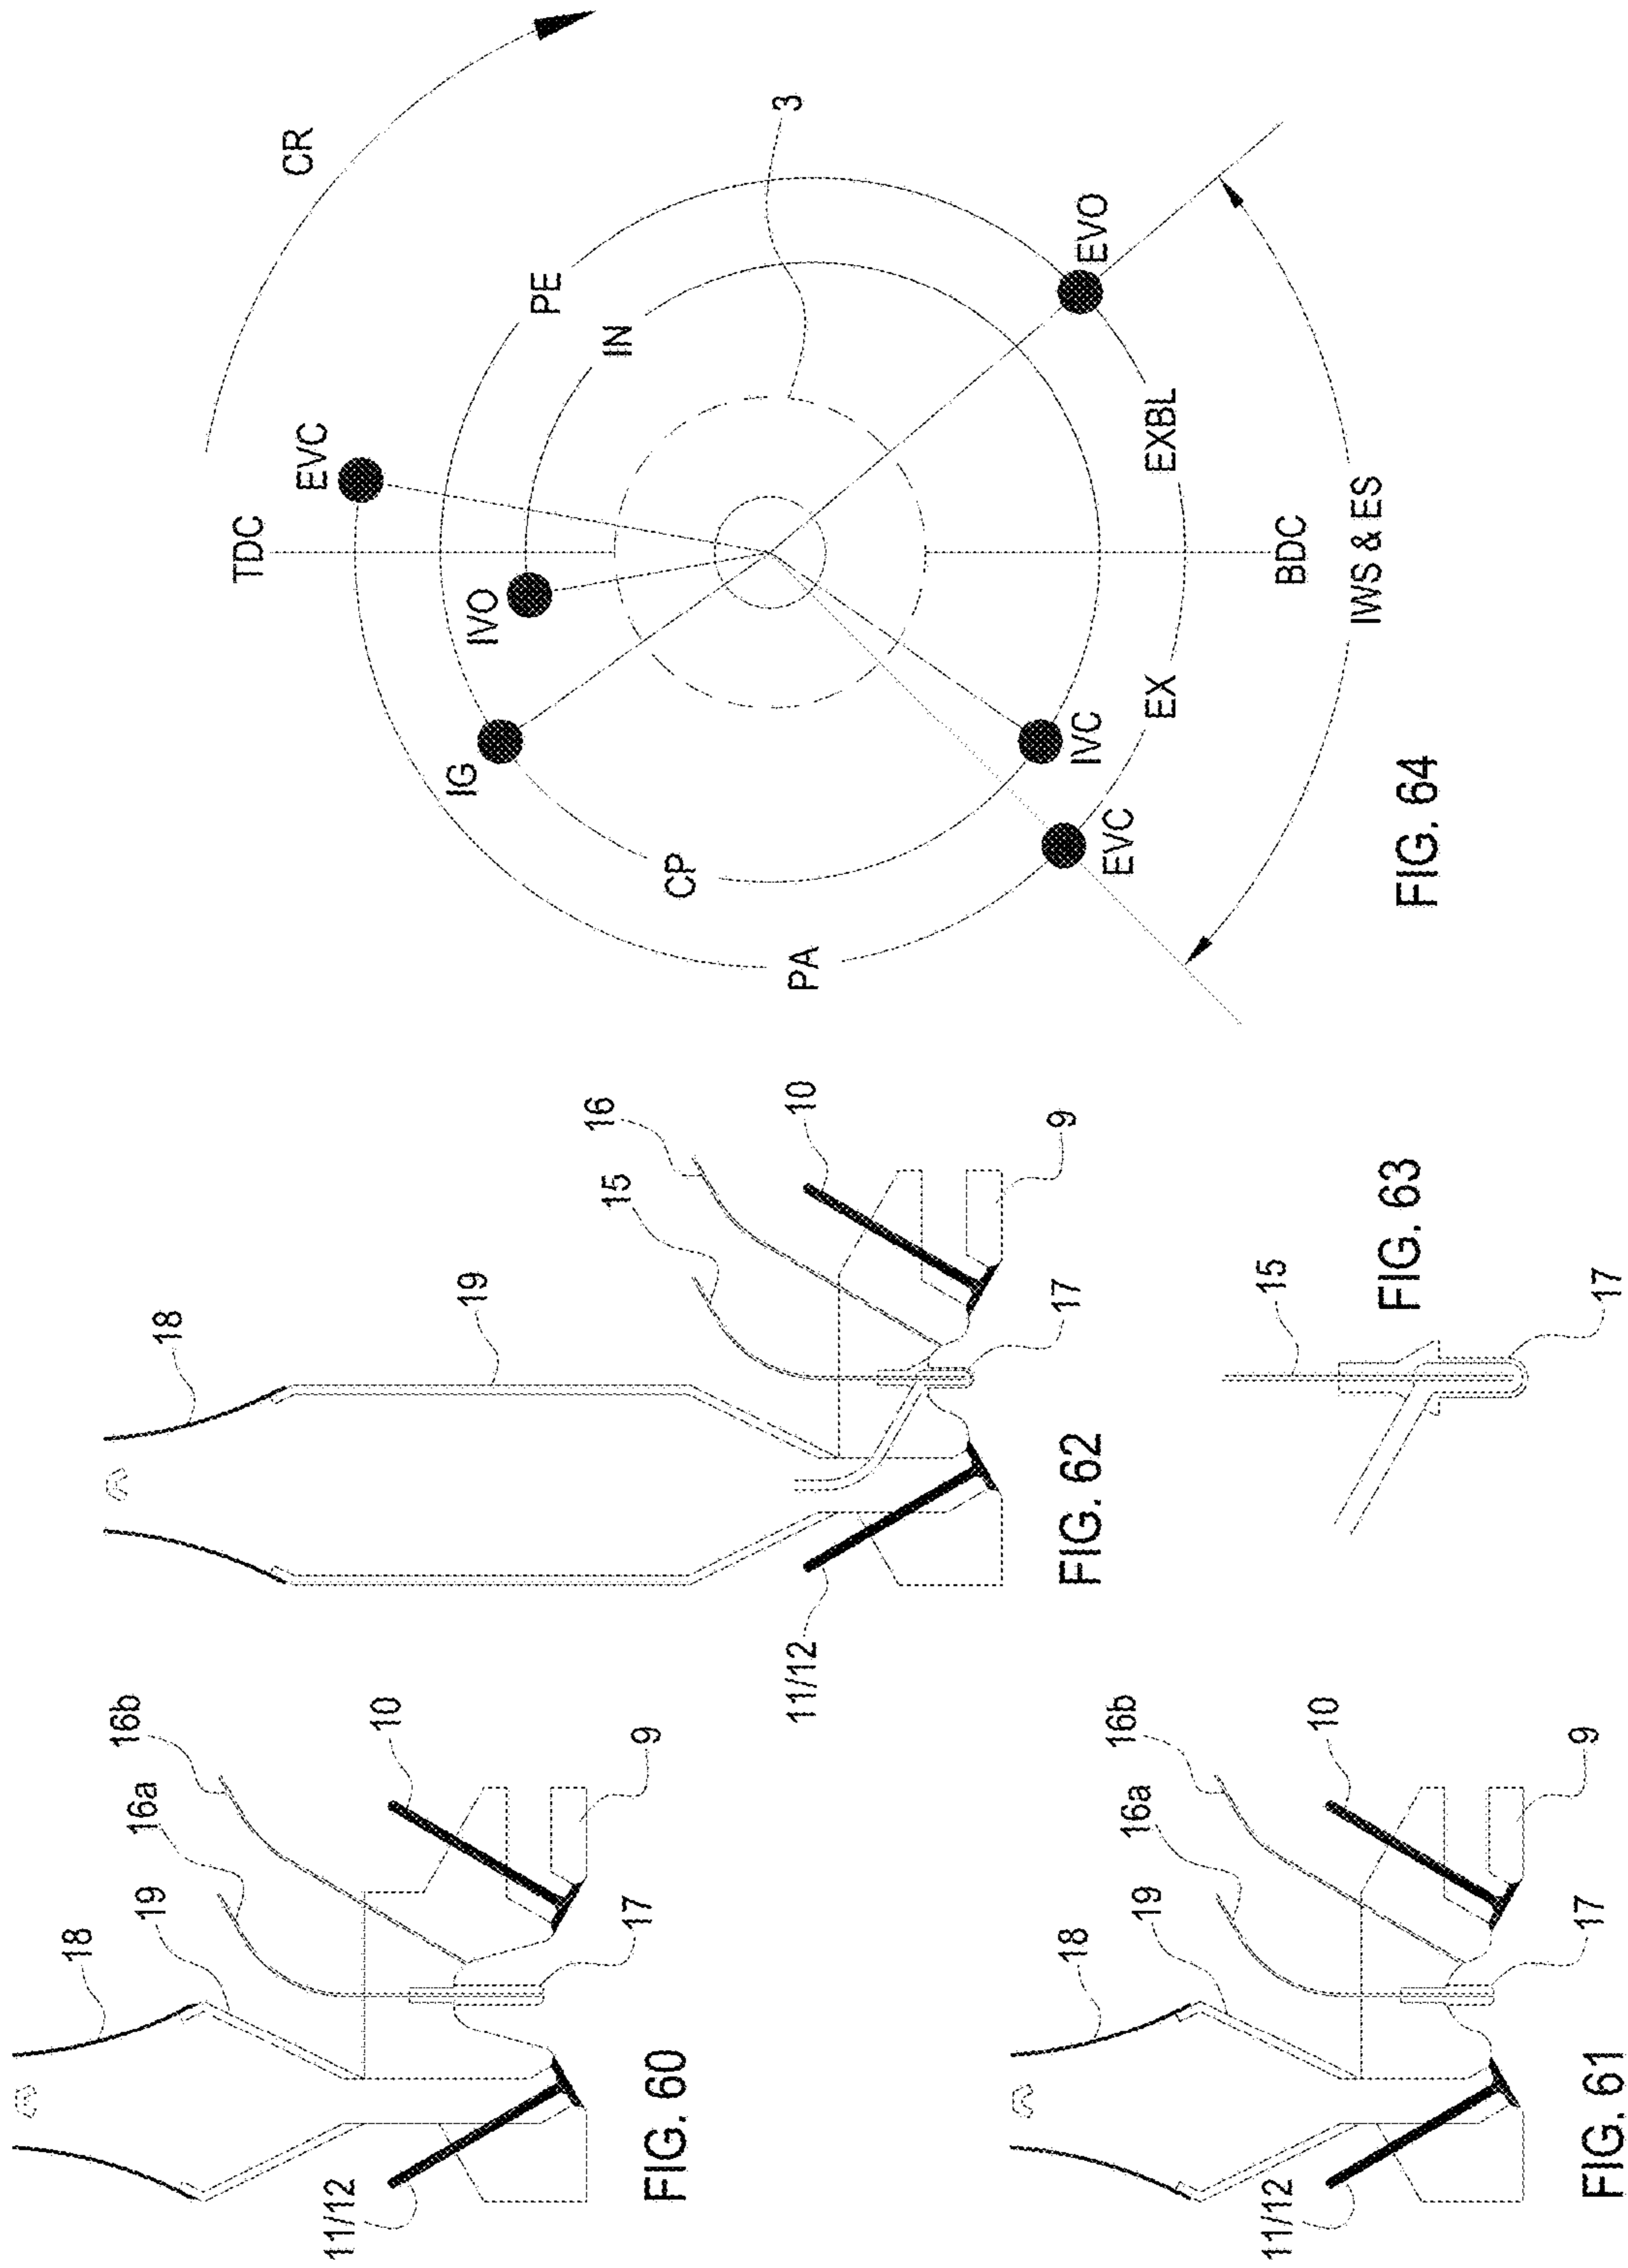 18
19
16a
16b
10
9
17
11/12
FIG. 60
18
19
16a
16b
10
9
17
11/12
FIG. 61
18
19
15
16
10
9
17
11/12
FIG. 62
15
17
FIG. 63
CR
TDC
EVC
IVO
IG
PE
IN
3
CP
PA
EVO
EXBL
EX
IVC
EVC
BDC
IWS & ES
FIG. 64